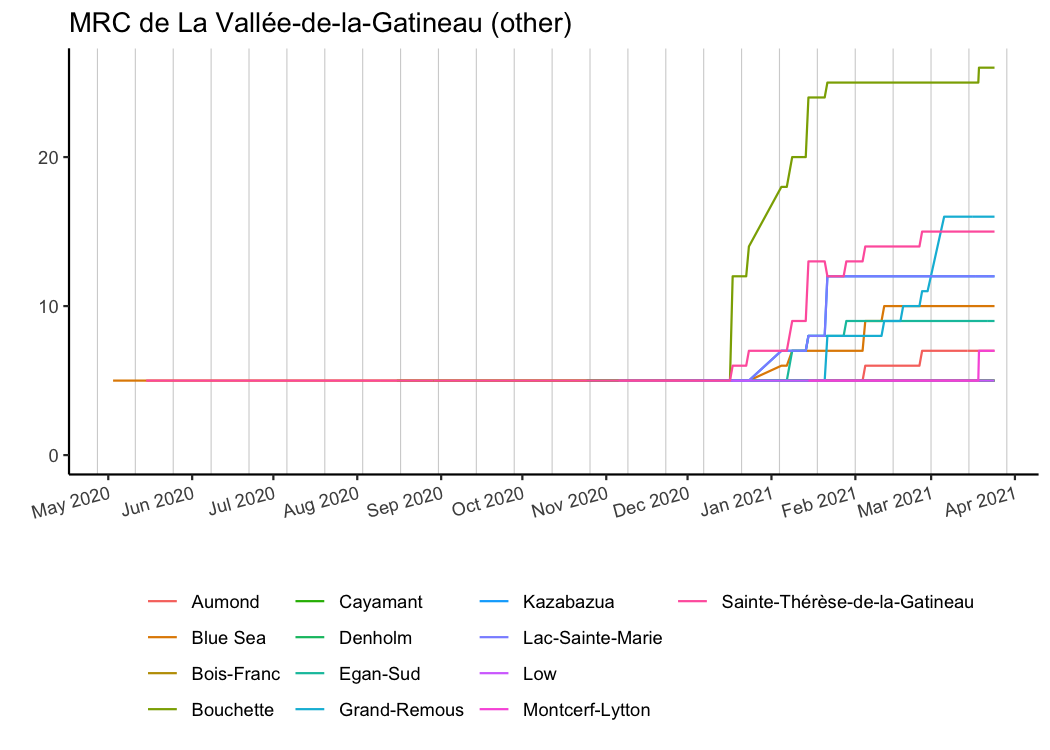 MRC de La Vallée-de-la-Gatineau (other)
20
10
0
May 2020 Jun 2020 Jul 2020 Aug 2020 Sep 2020 Oct 2020 Nov 2020 Dec 2020 Jan 2021 Feb 2021 Mar 2021 Apr 2021
Aumond Cayamant Kazabazua Sainte-Thérèse-de-la-Gatineau
Blue Sea Denholm Lac-Sainte-Marie
Bois-Franc Egan-Sud Low
Bouchette Grand-Remous Montcerf-Lytton